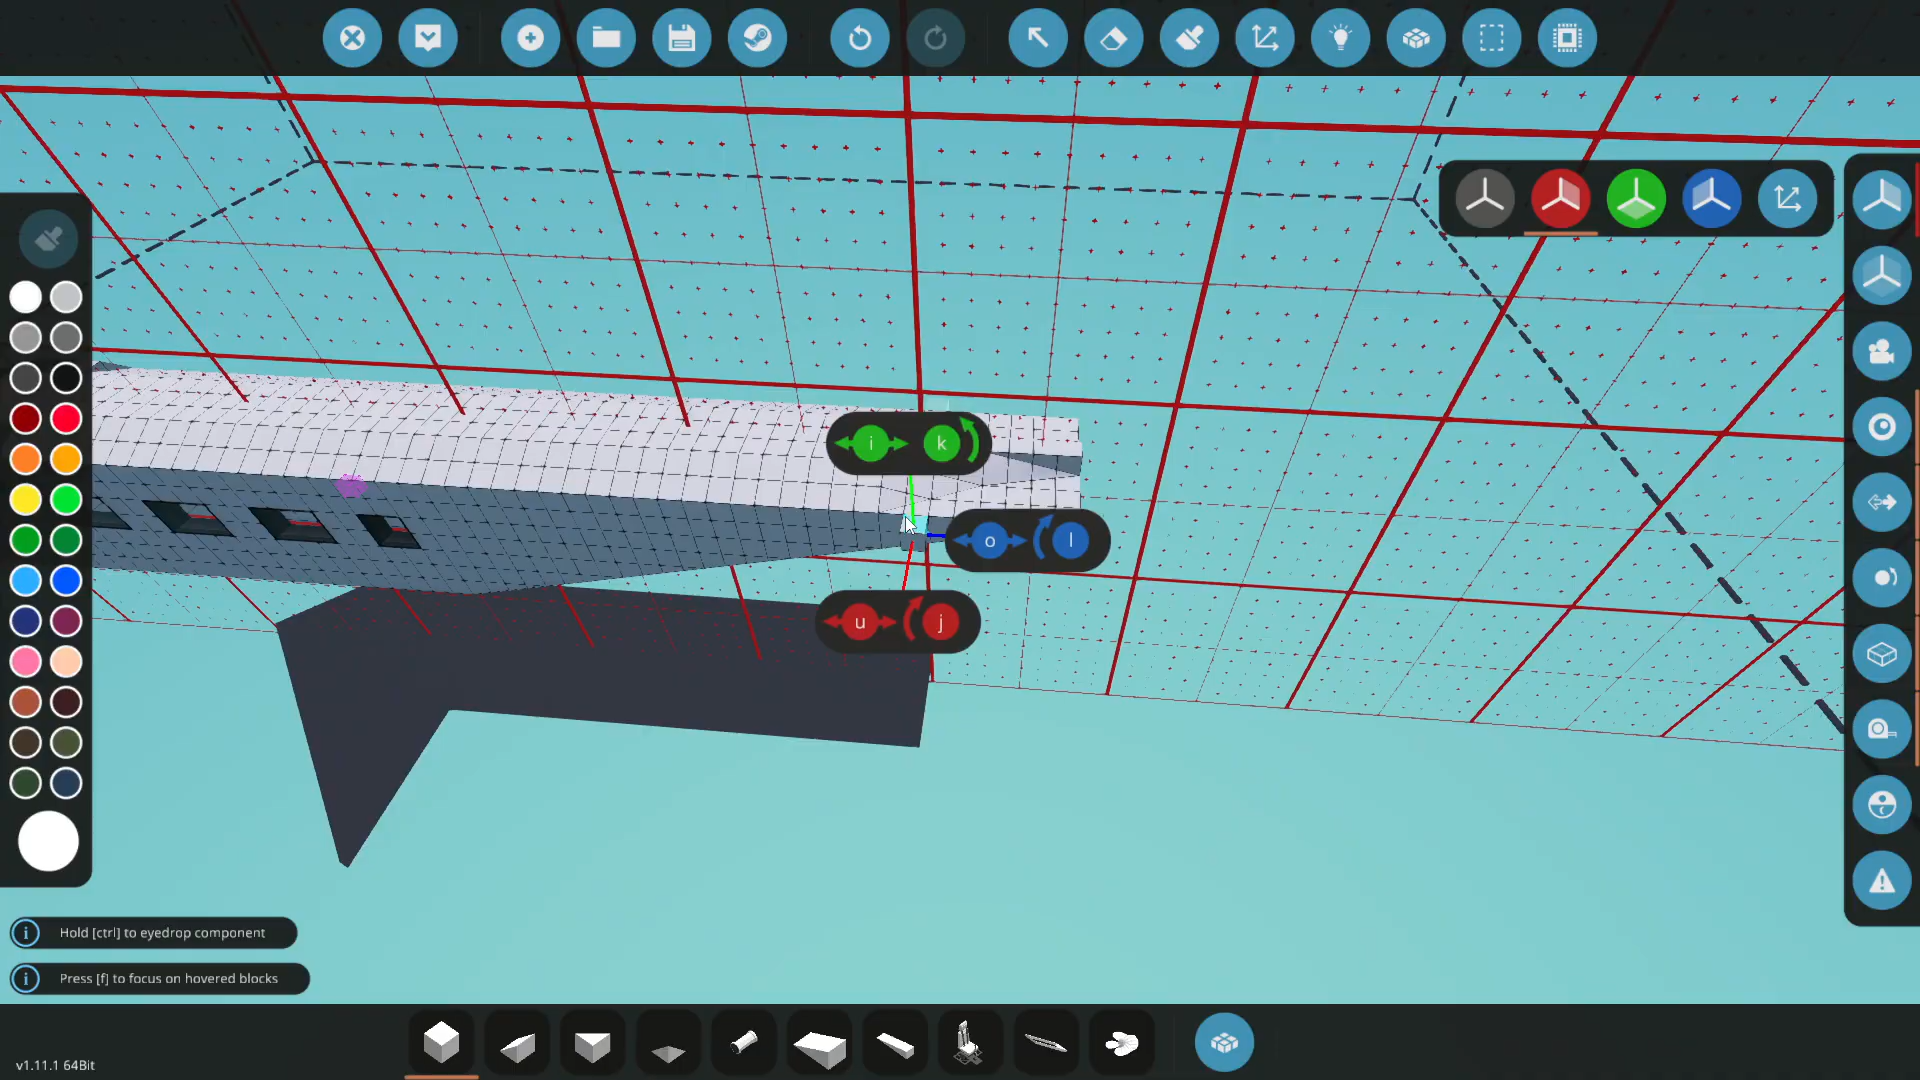 i k
o l
u j
Hold [ctrl] to eyedrop component
Press [f] to focus on hovered blocks
v1.11.1 64Bit